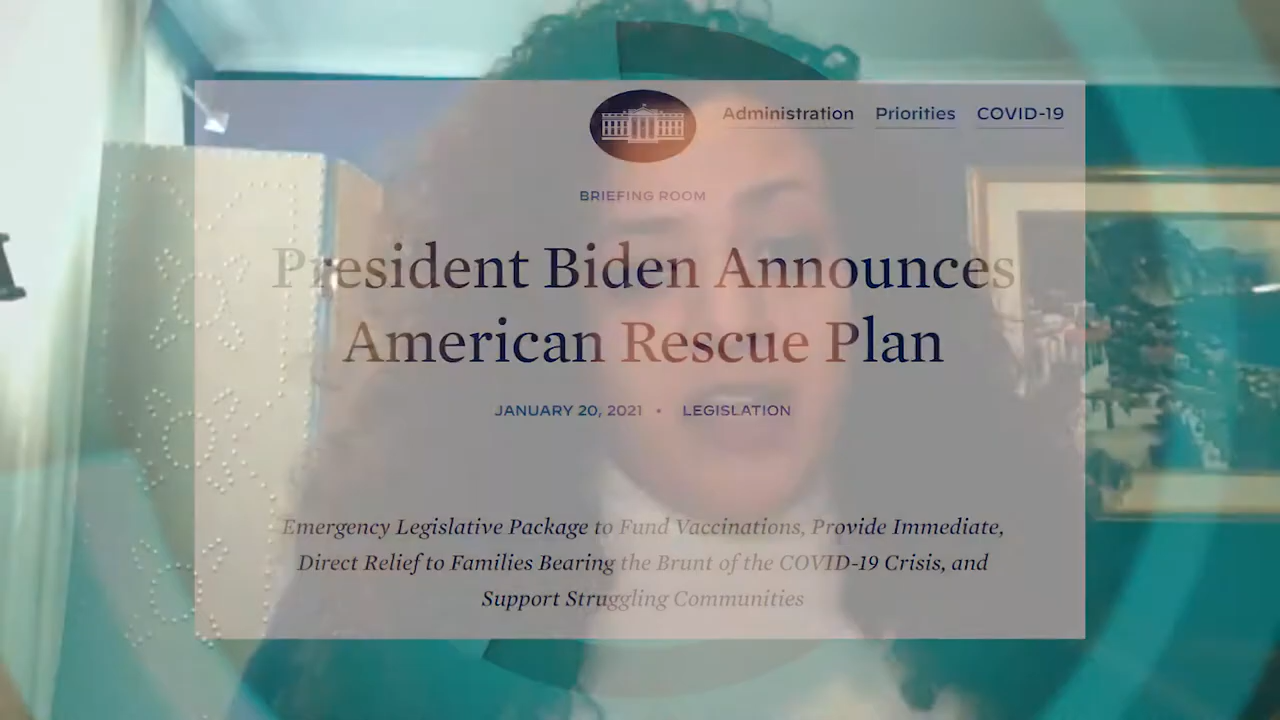 Administration Priorities COVID-19
BRIEFING ROOM
President Biden Announces
American Rescue Plan
JANUARY 20, 2021 • LEGISLATION
Emergency Legislative Package to Fund Vaccinations, Provide Immediate,
Direct Relief to Families Bearing the Brunt of the COVID-19 Crisis, and
Support Struggling Communities